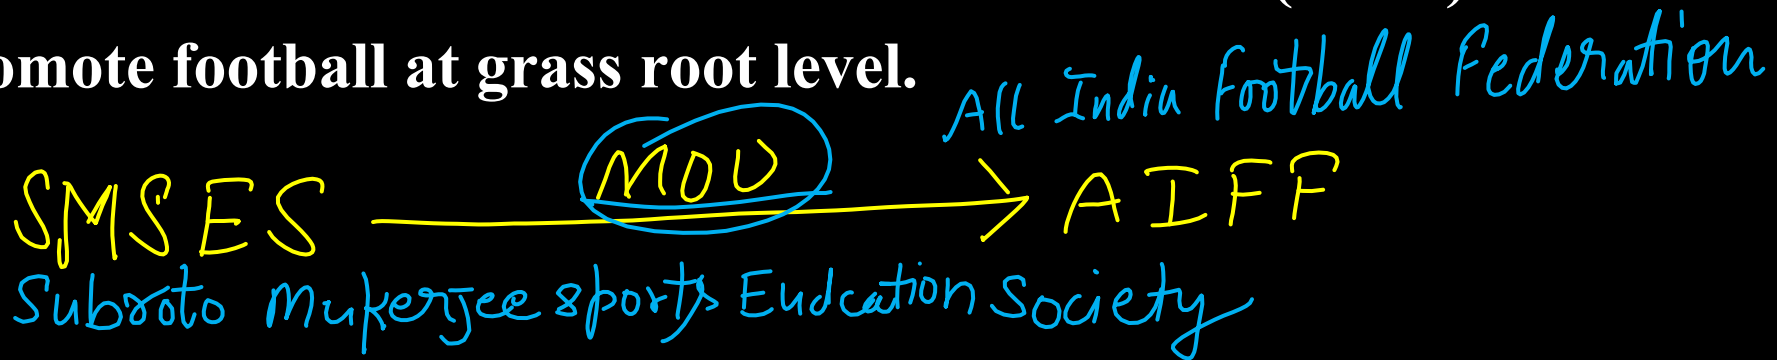 omote football at grass root level.
All India Football Federation
SMSES MOU AIFF
Subroto Mukerjee sports Eudcation Society